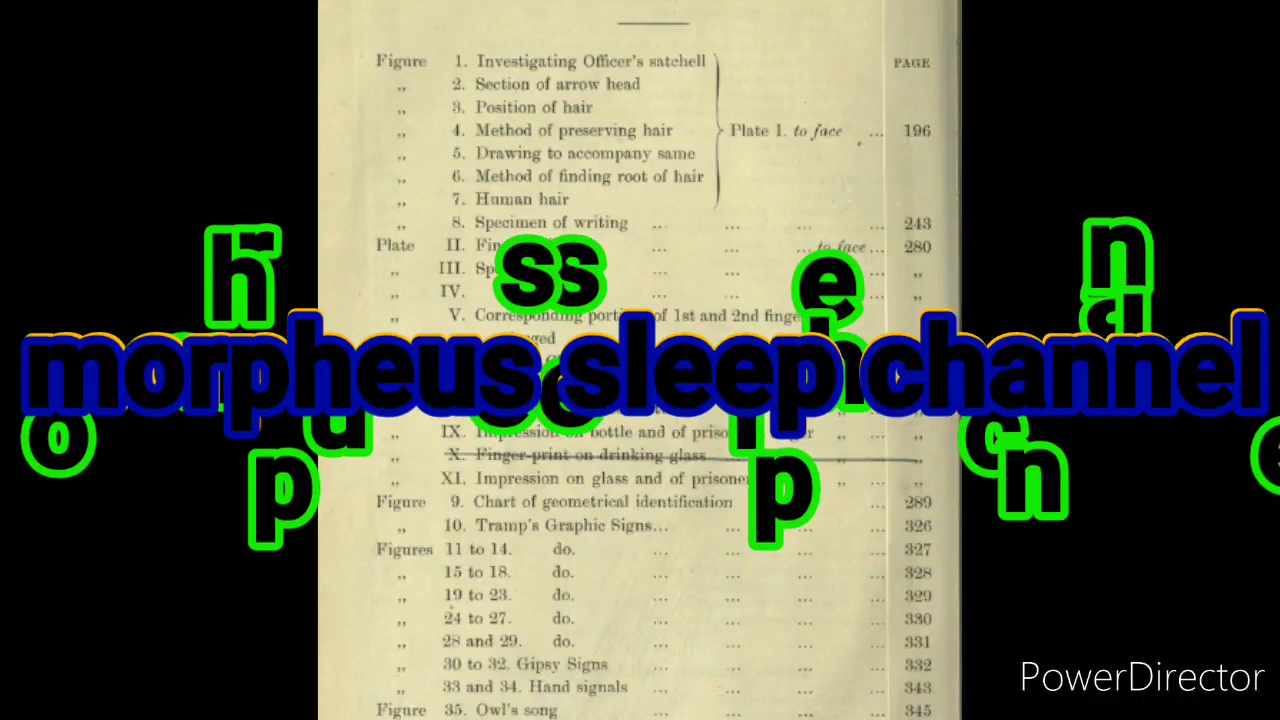 PAGE
Figure 1. Investigating Officer's satchell
„ 2. Section of arrow head
„ 3. Position of hair
„ 4. Method of preserving hair Plate I. to face ... 196
„ 5. Drawing to accompany same
„ 6. Method of finding root of hair
„ 7. Human hair
„ 8. Specimen of writing ... ... ... ... 243
Plate II. ... ... to face ... 280
„ III. ... ... ... ... „
„ IV. ... ... ... ... „
„ V. Corresponding of 1st and 2nd
morpheus sleep channel
„ IX. Impression on bottle and of „ „
„ X. Finger-print on drinking glass ... „
„ XI. Impression on glass and of „ ... „
Figure 9. Chart of geometrical identification ... 289
„ 10. Tramp's Graphic Signs... ... ... ... 326
Figures 11 to 14. do. ... ... ... ... 327
„ 15 to 18. do. ... ... ... ... 328
„ 19 to 23. do. ... ... ... ... 329
„ 24 to 27. do. ... ... ... ... 330
„ 28 and 29. do. ... ... ... ... 331
„ 30 to 32. Gipsy Signs ... ... ... ... 332
„ 33 and 34. Hand signals ... ... ... ... 343
Figure 35. Owl's song ... ... ... ... 345
PowerDirector